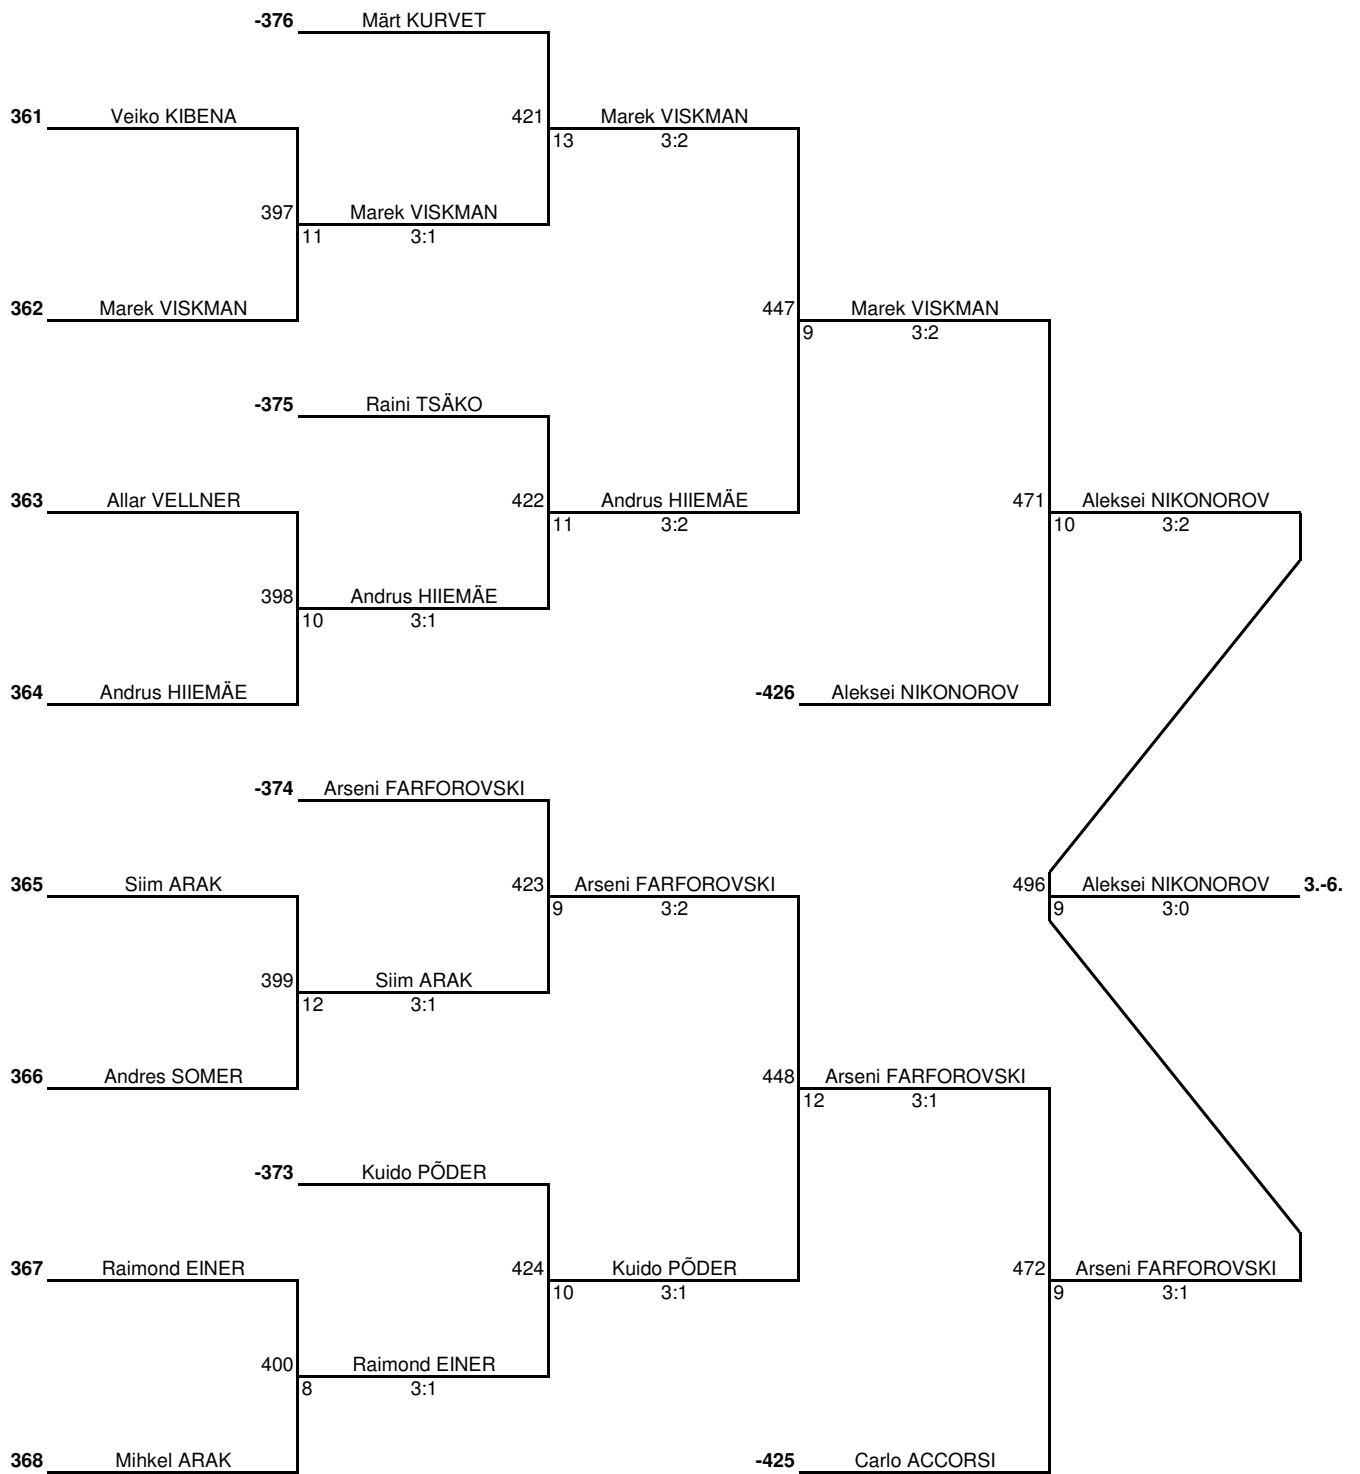 -376 Märt KURVET
361 Veiko KIBENA 421 Marek VISKMAN
13 3:2
397 Marek VISKMAN
11 3:1
362 Marek VISKMAN 447 Marek VISKMAN
9 3:2
-375 Raini TSÄKO
363 Allar VELLNER 422 Andrus HIIEMÄE 471 Aleksei NIKONOROV
11 3:2 10 3:2
398 Andrus HIIEMÄE
10 3:1
364 Andrus HIIEMÄE -426 Aleksei NIKONOROV
-374 Arseni FARFOROVSKI
365 Siim ARAK 423 Arseni FARFOROVSKI 496 Aleksei NIKONOROV 3.-6.
9 3:2 9 3:0
399 Siim ARAK
12 3:1
366 Andres SOMER 448 Arseni FARFOROVSKI
12 3:1
-373 Kuido PÕDER
367 Raimond EINER 424 Kuido PÕDER 472 Arseni FARFOROVSKI
10 3:1 9 3:1
400 Raimond EINER
8 3:1
368 Mihkel ARAK -425 Carlo ACCORSI